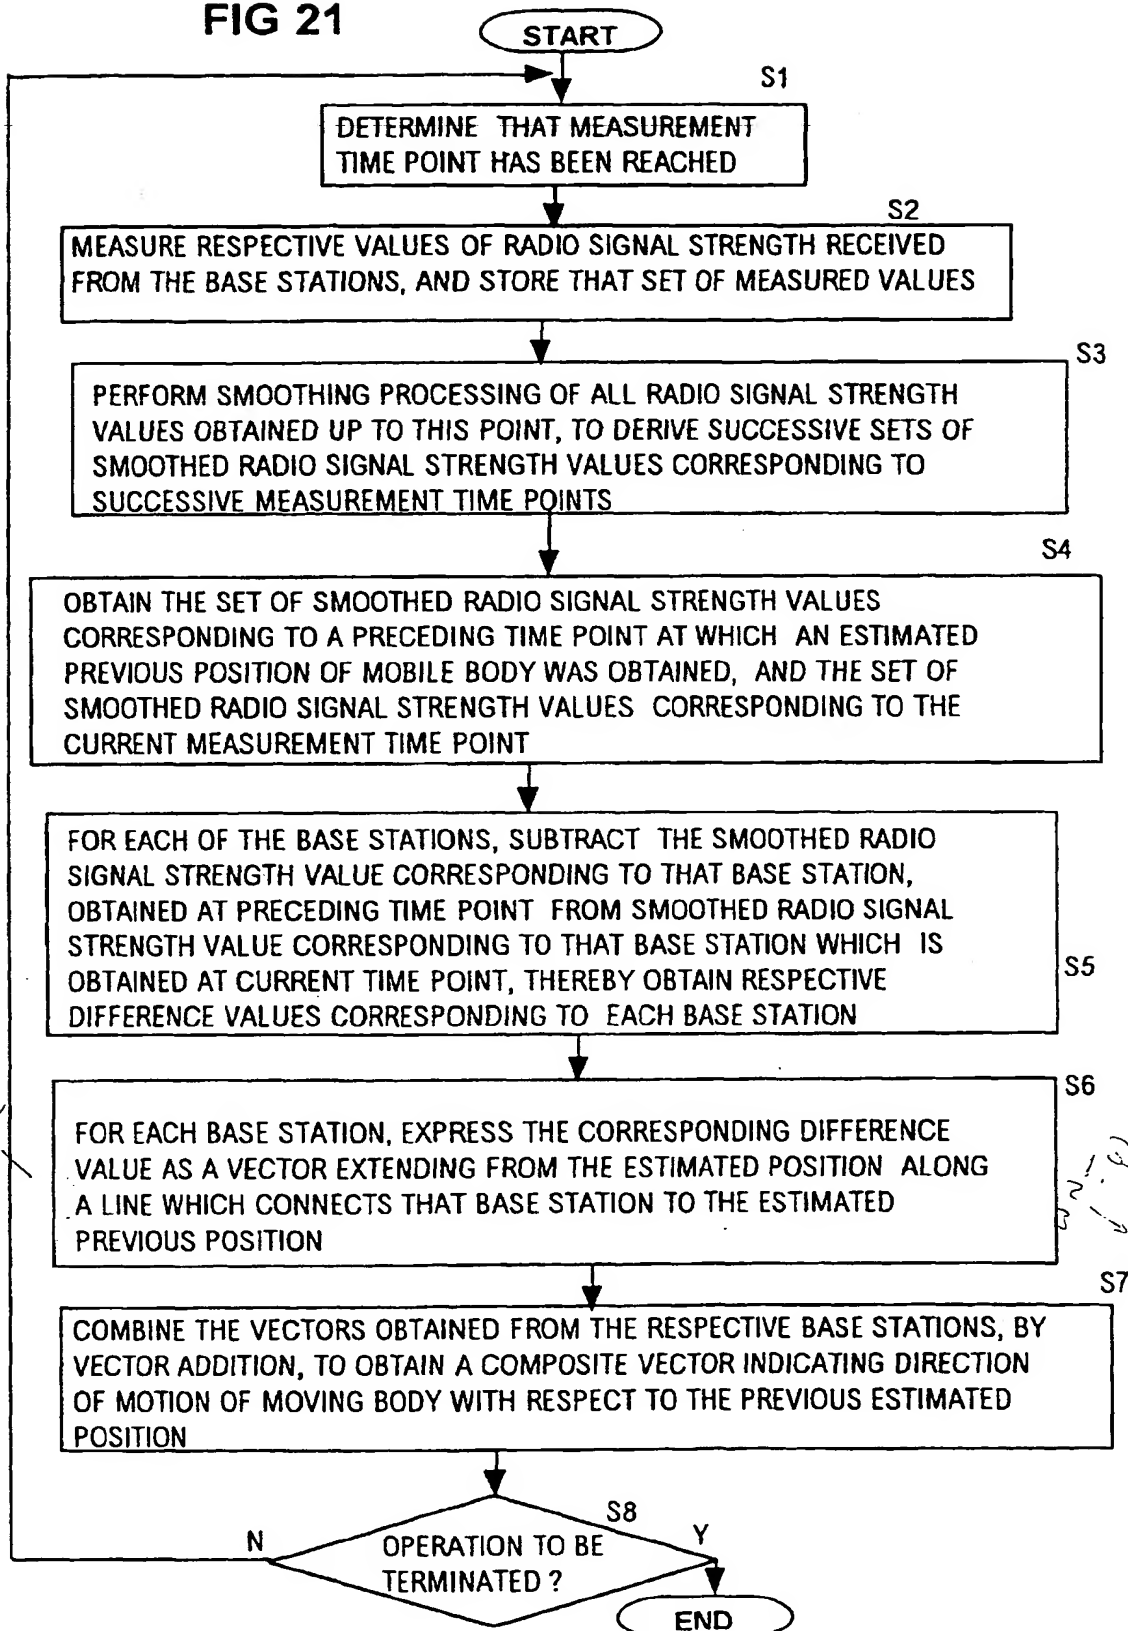 FIG 21
START
S1
DETERMINE THAT MEASUREMENT
TIME POINT HAS BEEN REACHED
S2
MEASURE RESPECTIVE VALUES OF RADIO SIGNAL STRENGTH RECEIVED
FROM THE BASE STATIONS, AND STORE THAT SET OF MEASURED VALUES
S3
PERFORM SMOOTHING PROCESSING OF ALL RADIO SIGNAL STRENGTH
VALUES OBTAINED UP TO THIS POINT, TO DERIVE SUCCESSIVE SETS OF
SMOOTHED RADIO SIGNAL STRENGTH VALUES CORRESPONDING TO
SUCCESSIVE MEASUREMENT TIME POINTS
S4
OBTAIN THE SET OF SMOOTHED RADIO SIGNAL STRENGTH VALUES
CORRESPONDING TO A PRECEDING TIME POINT AT WHICH AN ESTIMATED
PREVIOUS POSITION OF MOBILE BODY WAS OBTAINED, AND THE SET OF
SMOOTHED RADIO SIGNAL STRENGTH VALUES CORRESPONDING TO THE
CURRENT MEASUREMENT TIME POINT
FOR EACH OF THE BASE STATIONS, SUBTRACT THE SMOOTHED RADIO
SIGNAL STRENGTH VALUE CORRESPONDING TO THAT BASE STATION,
OBTAINED AT PRECEDING TIME POINT FROM SMOOTHED RADIO SIGNAL
STRENGTH VALUE CORRESPONDING TO THAT BASE STATION WHICH IS
OBTAINED AT CURRENT TIME POINT, THEREBY OBTAIN RESPECTIVE
DIFFERENCE VALUES CORRESPONDING TO EACH BASE STATION
S5
S6
FOR EACH BASE STATION, EXPRESS THE CORRESPONDING DIFFERENCE
VALUE AS A VECTOR EXTENDING FROM THE ESTIMATED POSITION ALONG
A LINE WHICH CONNECTS THAT BASE STATION TO THE ESTIMATED
PREVIOUS POSITION
S7
COMBINE THE VECTORS OBTAINED FROM THE RESPECTIVE BASE STATIONS, BY
VECTOR ADDITION, TO OBTAIN A COMPOSITE VECTOR INDICATING DIRECTION
OF MOTION OF MOVING BODY WITH RESPECT TO THE PREVIOUS ESTIMATED
POSITION
S8
N
OPERATION TO BE
TERMINATED ?
Y
END